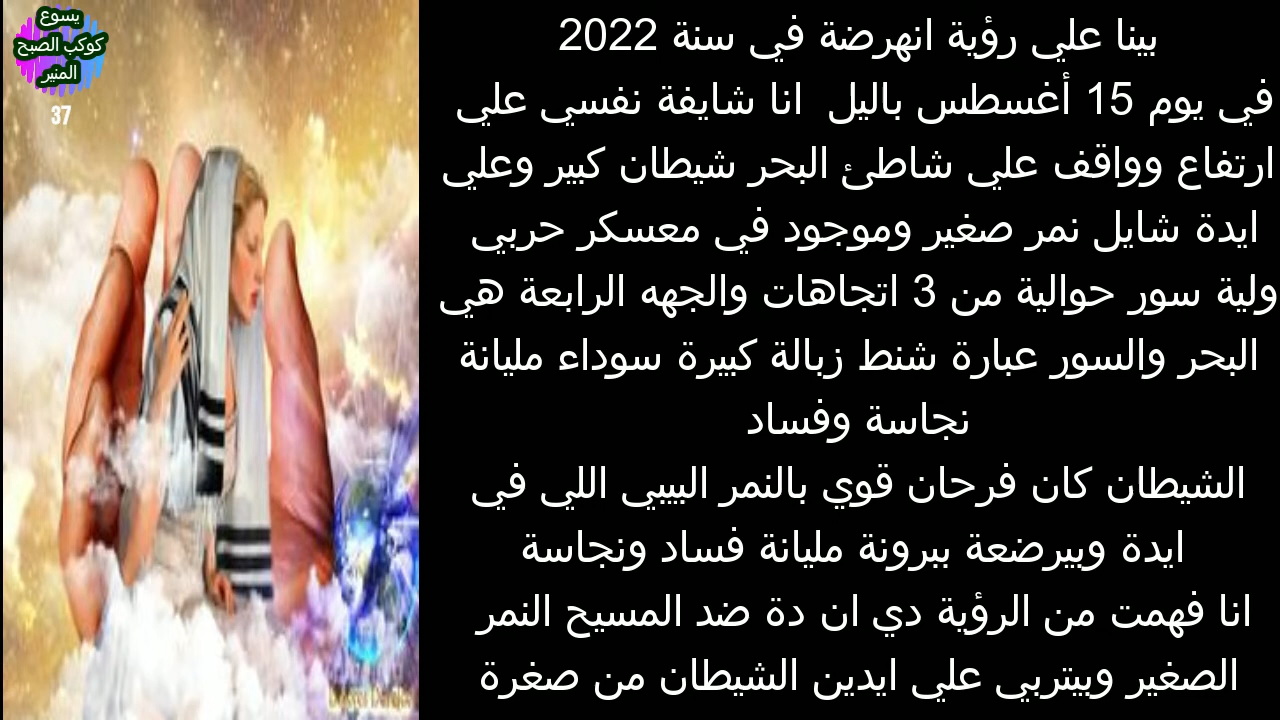 يسوع
كوكب الصبح
المنير
37
بينا علي رؤية انهرضة في سنة 2022
في يوم 15 أغسطس باليل انا شايفة نفسي علي
ارتفاع وواقف علي شاطئ البحر شيطان كبير وعلي
ايدة شايل نمر صغير وموجود في معسكر حربي
ولية سور حوالية من 3 اتجاهات والجهه الرابعة هي
البحر والسور عبارة شنط زبالة كبيرة سوداء مليانة
نجاسة وفساد
الشيطان كان فرحان قوي بالنمر البيبي اللي في
ايدة وبيرضعة ببرونة مليانة فساد ونجاسة
انا فهمت من الرؤية دي ان دة ضد المسيح النمر
الصغير وبيتربي علي ايدين الشيطان من صغرة